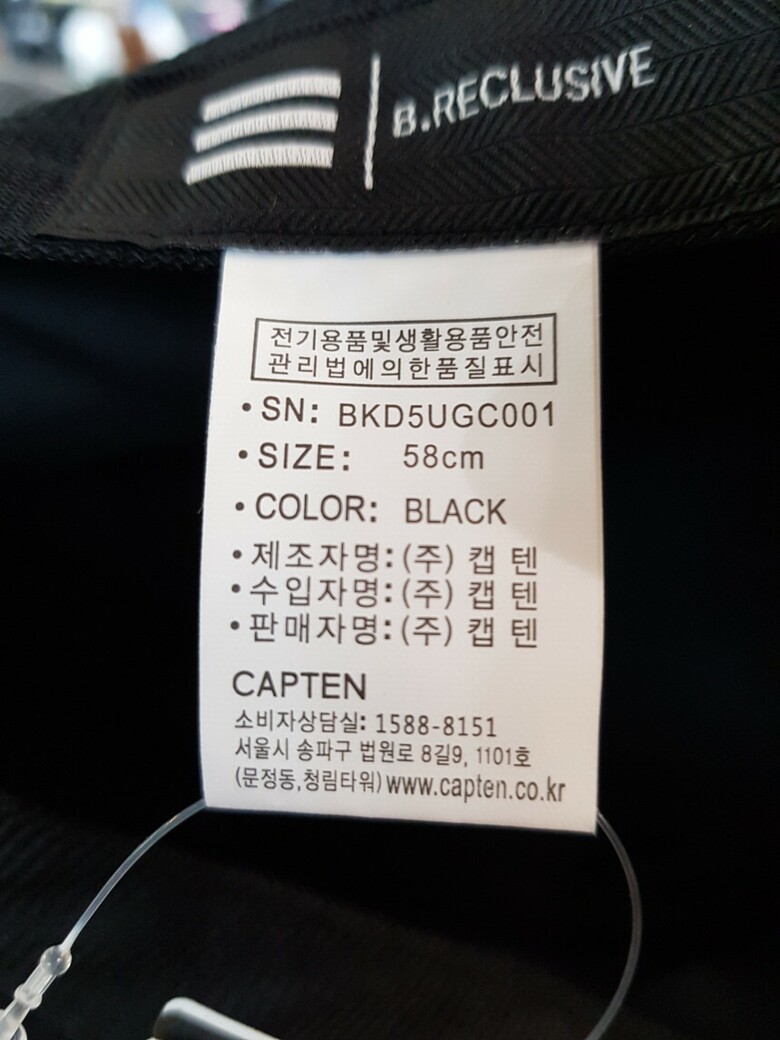 B.RECLUSIVE
전기용품및생활용품안전
관리법에의한품질표시
• SN: BKD5UGC001
• SIZE: 58cm
• COLOR: BLACK
• 제조자명: (주) 캡 텐
• 수입자명: (주) 캡 텐
• 판매자명: (주) 캡 텐
CAPTEN
소비자상담실: 1588-8151
서울시 송파구 법원로 8길9, 1101호
(문정동,청림타워) www.capten.co.kr